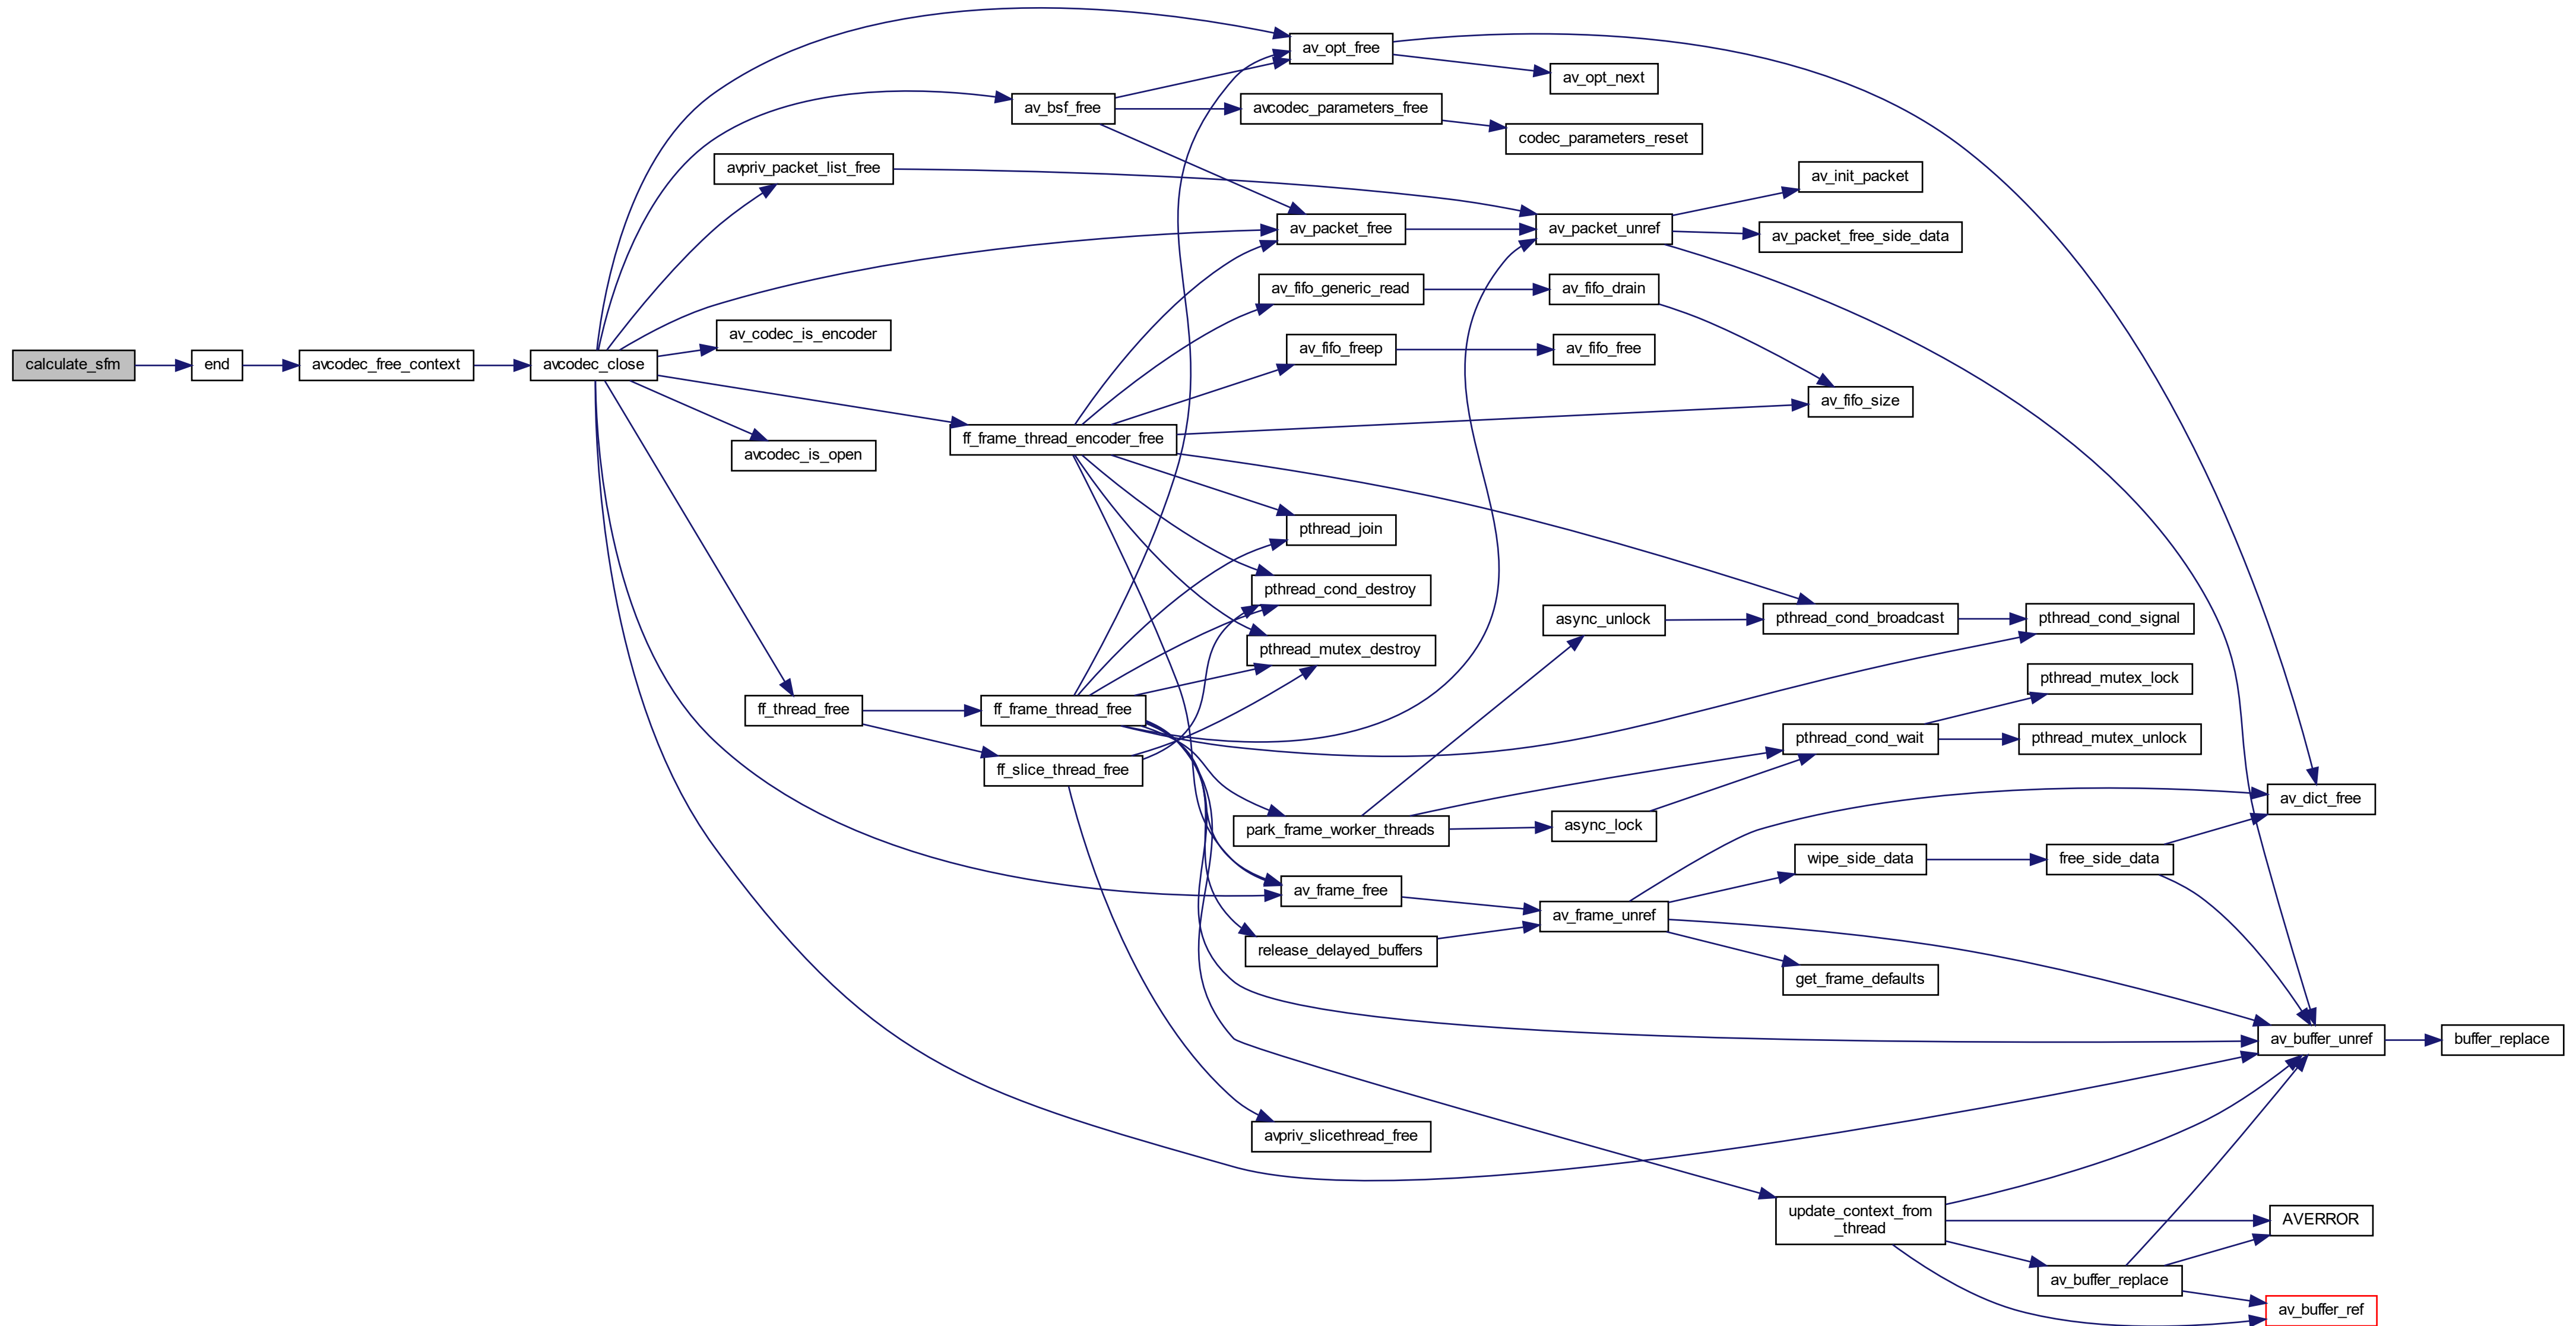 av_opt_free
av_opt_next
av_bsf_free
avcodec_parameters_free
codec_parameters_reset
avpriv_packet_list_free
av_init_packet
av_packet_free
av_packet_unref
av_packet_free_side_data
av_fifo_generic_read
av_fifo_drain
av_codec_is_encoder
av_fifo_freep
av_fifo_free
calculate_sfm
end
avcodec_free_context
avcodec_close
av_fifo_size
ff_frame_thread_encoder_free
avcodec_is_open
pthread_join
pthread_cond_destroy
async_unlock
pthread_cond_broadcast
pthread_cond_signal
pthread_mutex_destroy
pthread_mutex_lock
ff_thread_free
ff_frame_thread_free
pthread_cond_wait
pthread_mutex_unlock
ff_slice_thread_free
av_dict_free
park_frame_worker_threads
async_lock
wipe_side_data
free_side_data
av_frame_free
av_frame_unref
release_delayed_buffers
get_frame_defaults
av_buffer_unref
buffer_replace
avpriv_slicethread_free
update_context_from
_thread
AVERROR
av_buffer_replace
av_buffer_ref